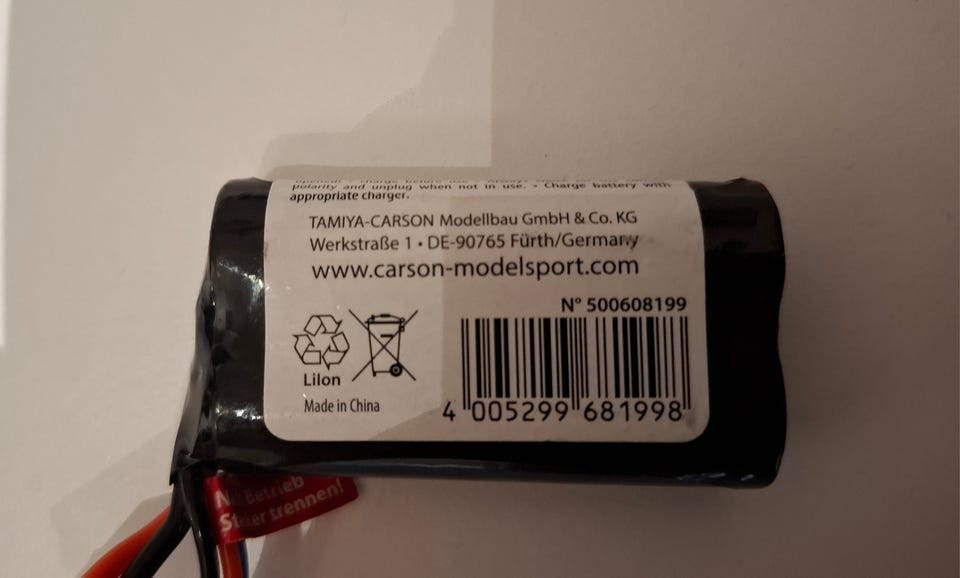 polarity and unplug when not in use. • Charge battery with
appropriate charger.
TAMIYA-CARSON Modellbau GmbH & Co. KG
Werkstraße 1 • DE-90765 Fürth/Germany
www.carson-modelsport.com
N° 500608199
LiIon
Made in China
4 005299 681998
Betrieb
trennen!